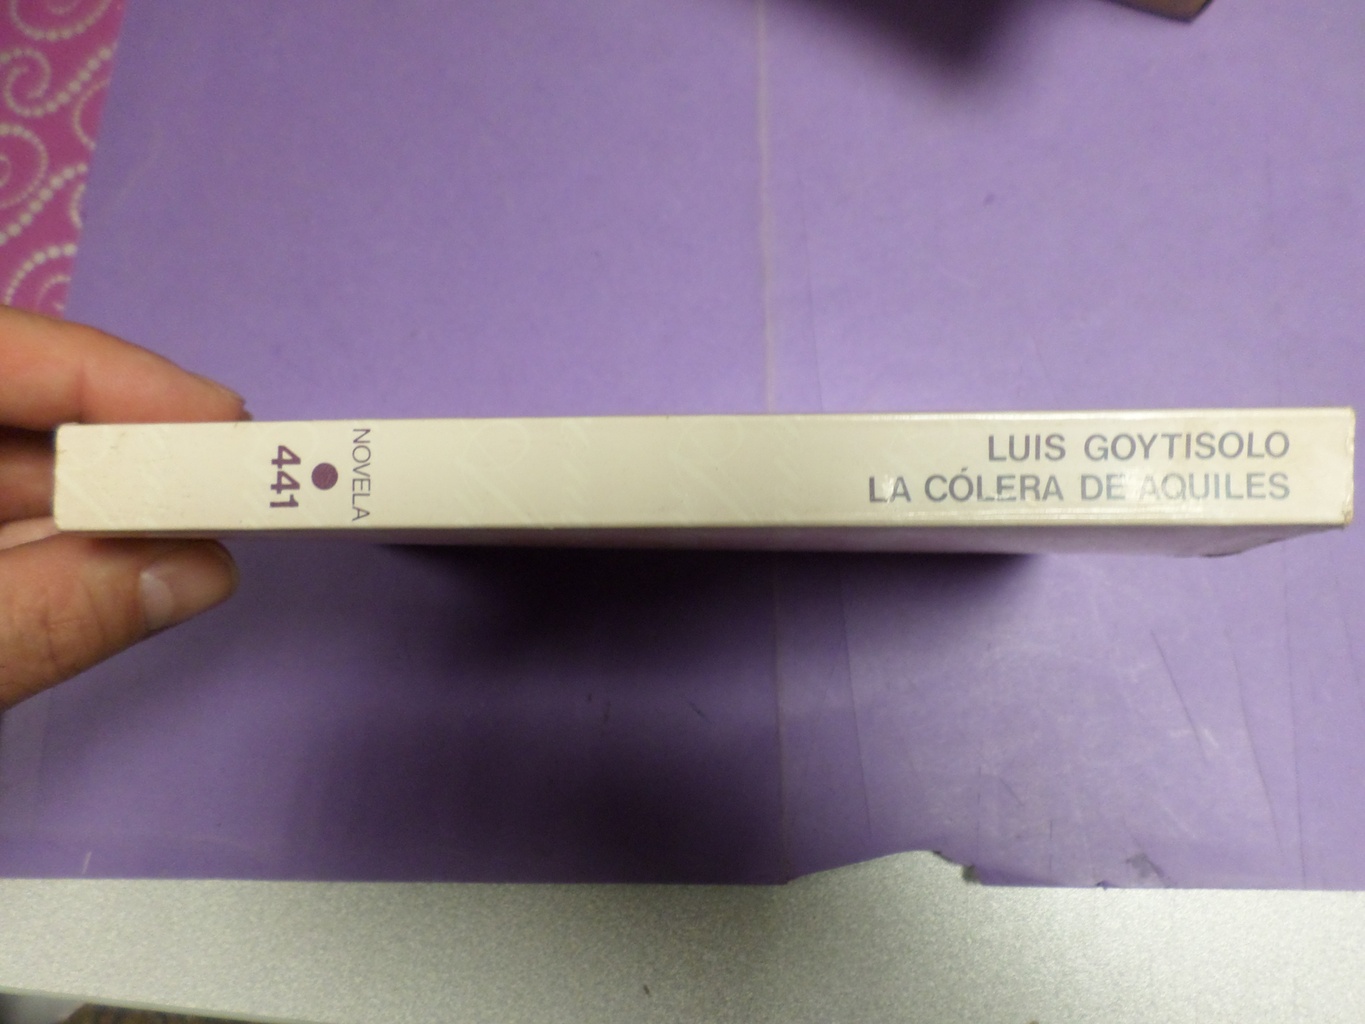 LUIS GOYTISOLO
LA CÓLERA DE AQUILES
NOVELA
441